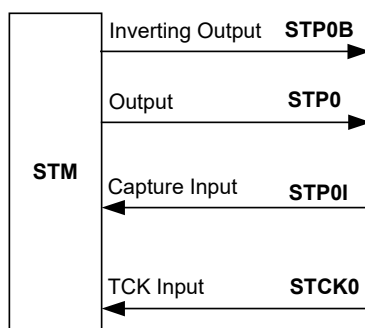 Inverting Output STP0B
Output STP0
STM
Capture Input STP0I
TCK Input STCK0